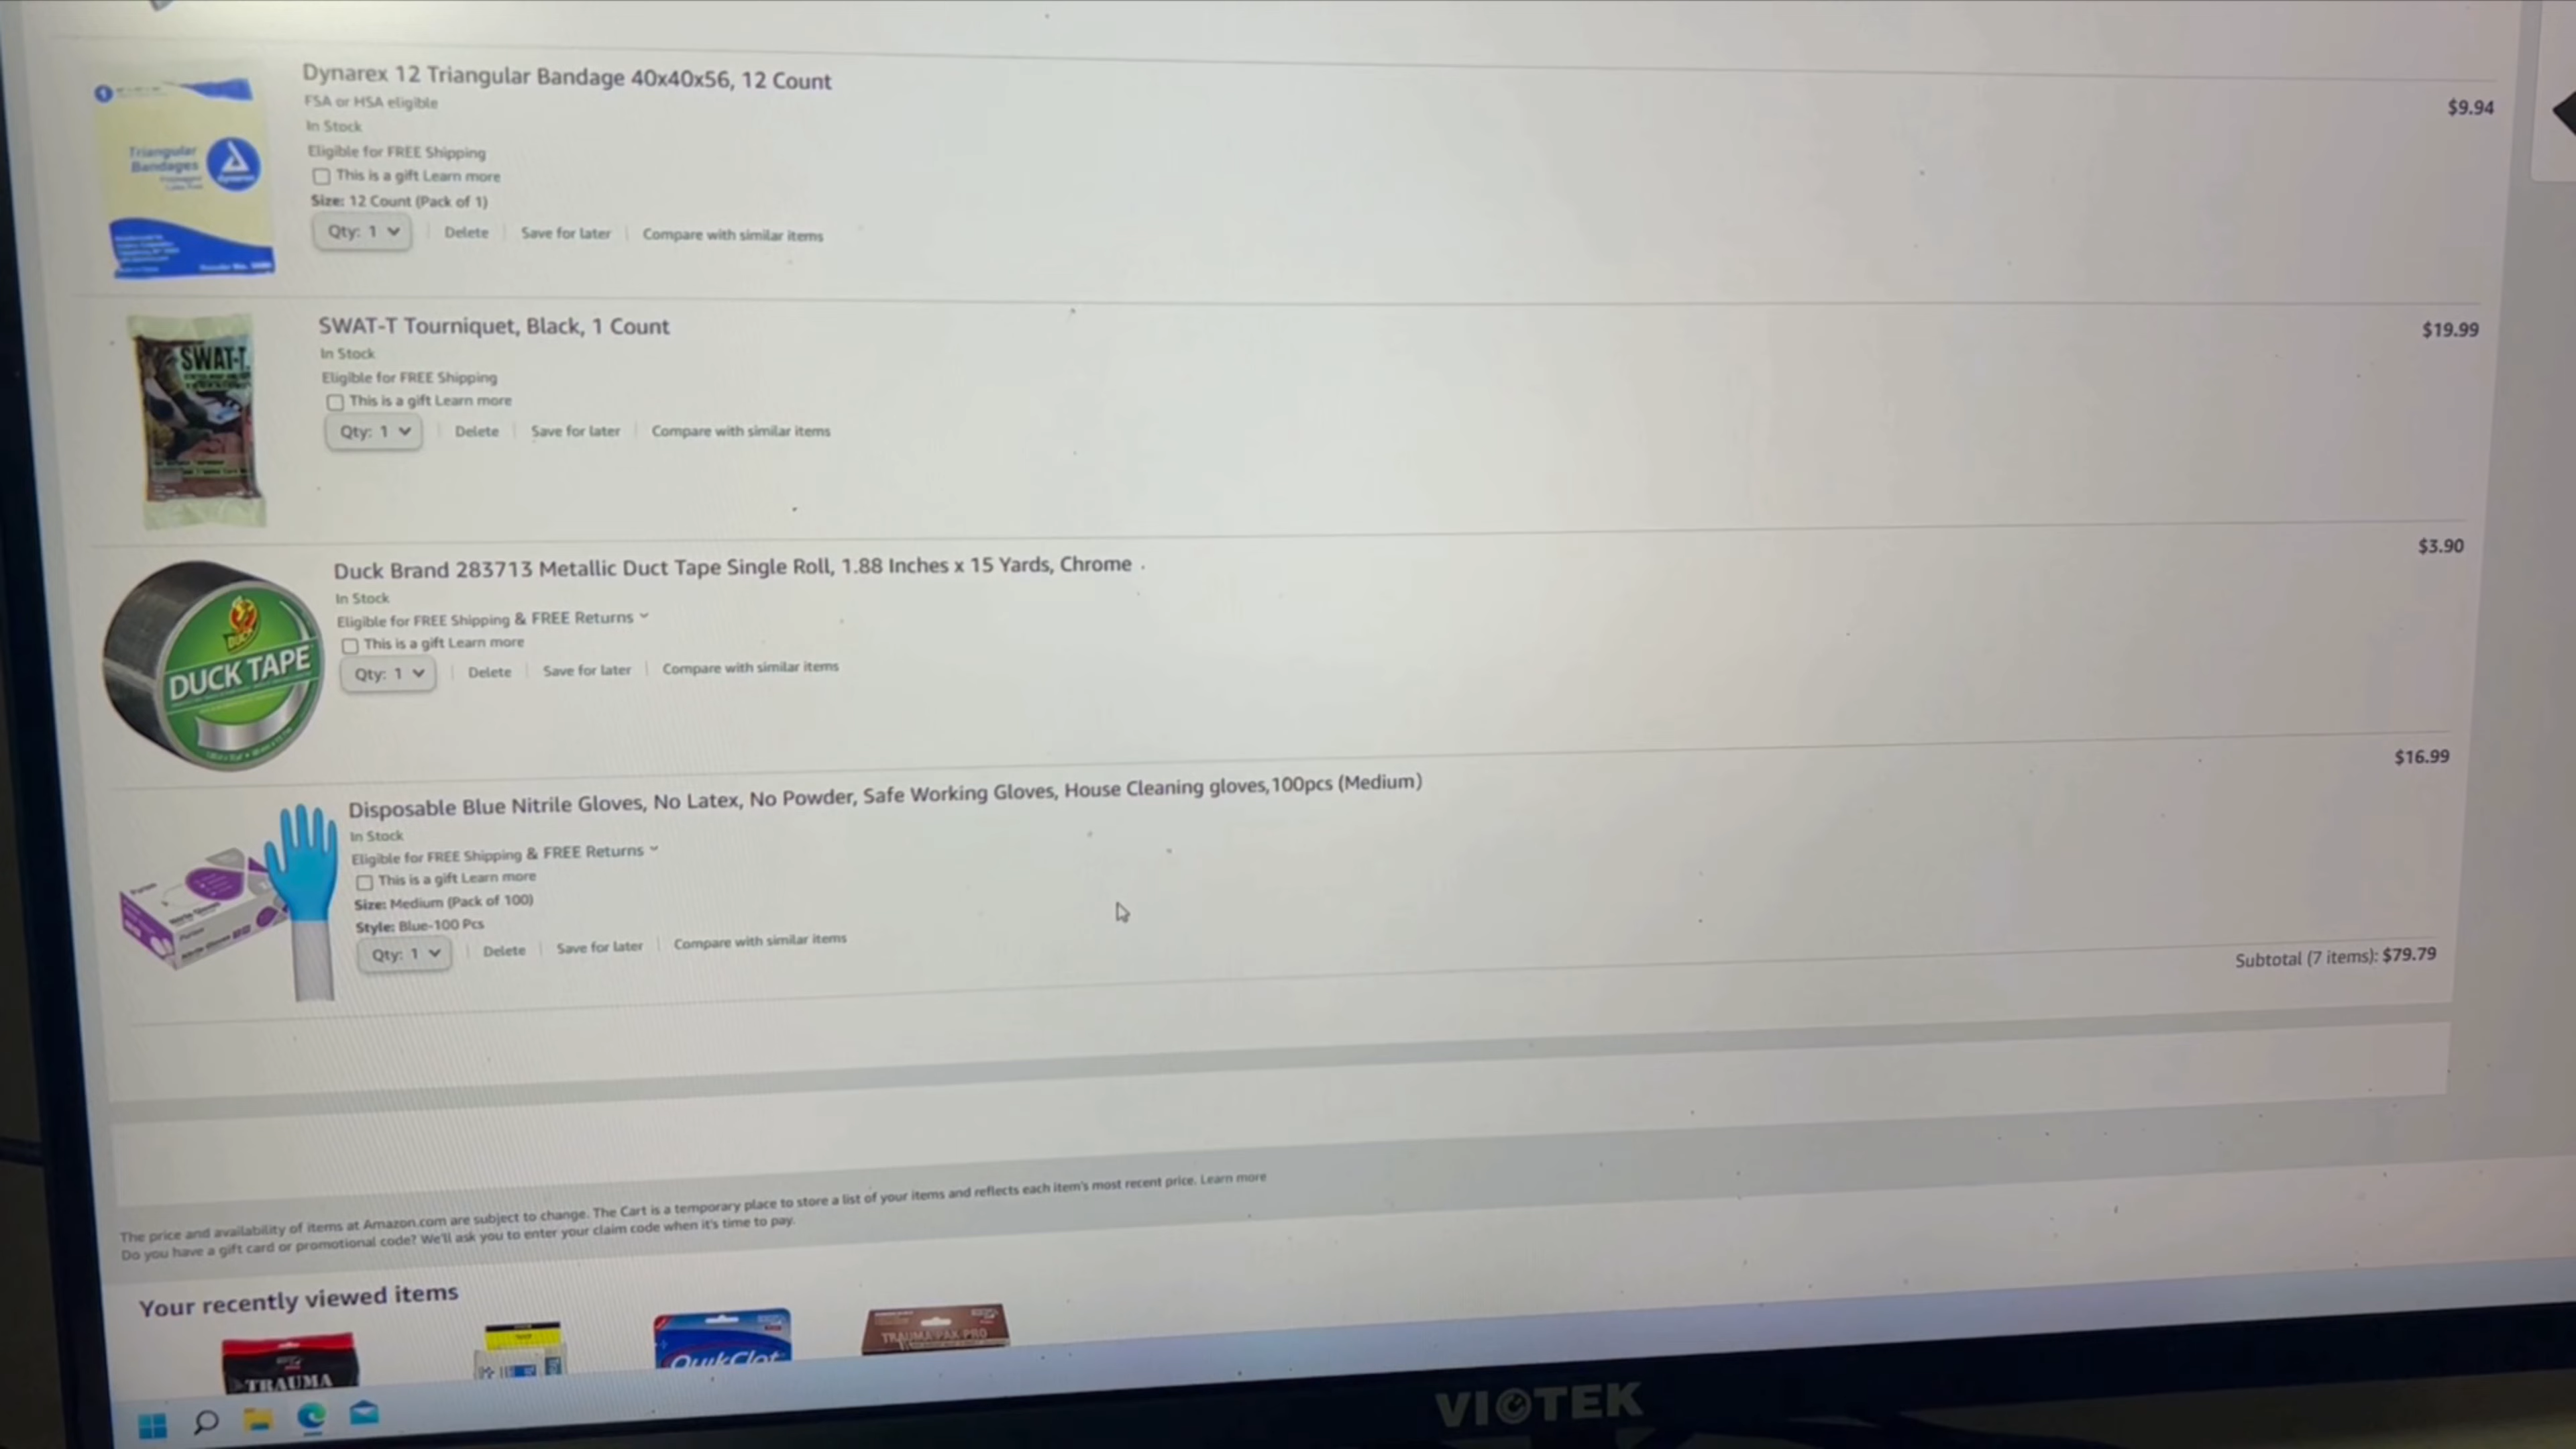 Dynarex 12 Triangular Bandage 40x40x56, 12 Count
$9.94
FSA or HSA eligible
In Stock
Eligible for FREE Shipping
This is a gift Learn more
Size: 12 Count (Pack of 1)
Qty: 1
Delete
Save for later
Compare with similar items
Triangular
Bandages
SWAT-T Tourniquet, Black, 1 Count
$19.99
In Stock
Eligible for FREE Shipping
This is a gift Learn more
Qty: 1
Delete
Save for later
Compare with similar items
SWAT-T
Duck Brand 283713 Metallic Duct Tape Single Roll, 1.88 Inches x 15 Yards, Chrome
$3.90
In Stock
Eligible for FREE Shipping & FREE Returns
This is a gift Learn more
Qty: 1
Delete
Save for later
Compare with similar items
DUCK TAPE
Disposable Blue Nitrile Gloves, No Latex, No Powder, Safe Working Gloves, House Cleaning gloves,100pcs (Medium)
$16.99
In Stock
Eligible for FREE Shipping & FREE Returns
This is a gift Learn more
Size: Medium (Pack of 100)
Style: Blue-100 Pcs
Qty: 1
Delete
Save for later
Compare with similar items
Subtotal (7 items): $79.79
The price and availability of items at Amazon.com are subject to change. The Cart is a temporary place to store a list of your items and reflects each item's most recent price. Learn more
Do you have a gift card or promotional code? We'll ask you to enter your claim code when it's time to pay.
Your recently viewed items
TRAUMA
QuikClot
TRAUMA PAK PRO
VIOTEK